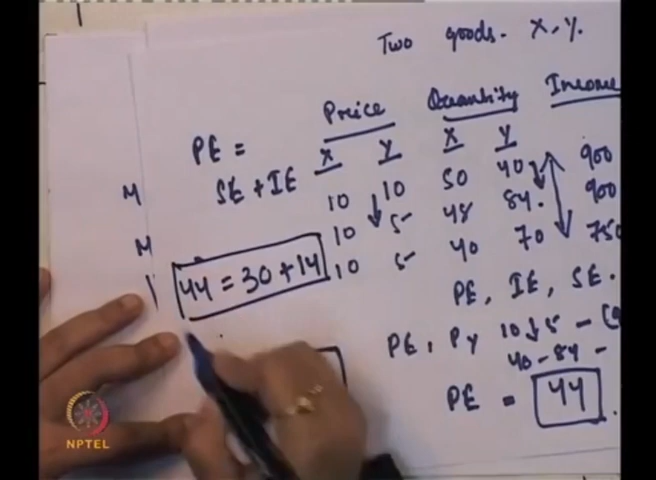 Two goods. X, Y.
Price Quantity Income
PE = X Y X Y
SE + IE 10 10 50 40 900
M 10 5 48 84. 900
M 10 5 40 70 750
44 = 30 + 14
PE, IE, SE.
PE, Py 10 ↓ 5 -
40 - 84 -
PE = 44.
NPTEL